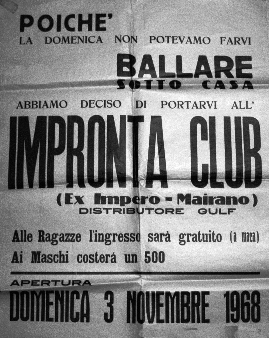 POICHE'
LA DOMENICA NON POTEVAMO FARVI
BALLARE
SOTTO CASA
ABBIAMO DECISO DI PORTARVI ALL'
IMPRONTA CLUB
(Ex Impero - Mairano)
DISTRIBUTORE GULF
Alle Ragazze l'ingresso sarà gratuito
Ai Maschi costerà un 500
APERTURA
DOMENICA 3 NOVEMBRE 1968